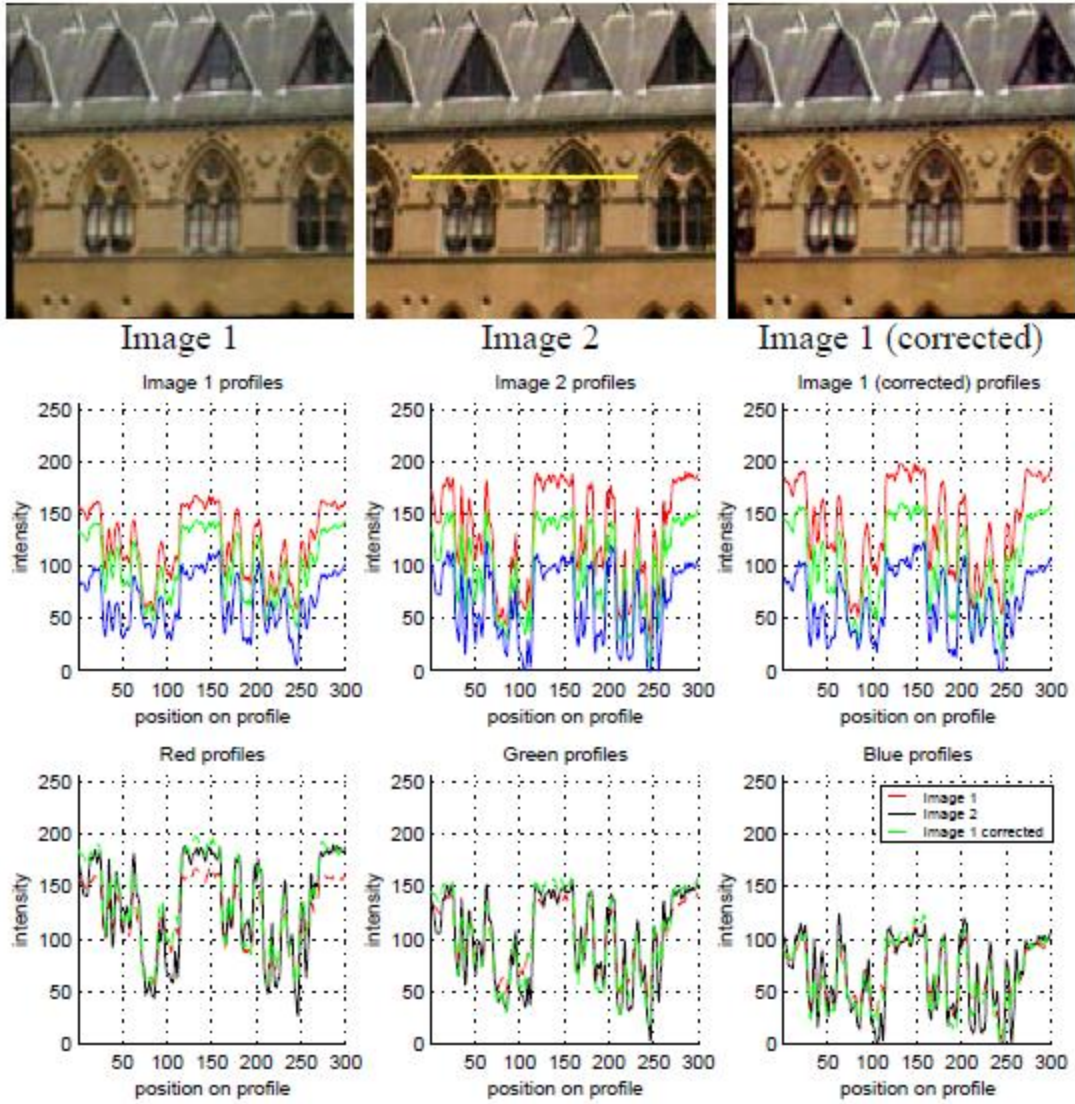 Image 1 Image 2 Image 1 (corrected)
Image 1 profiles Image 2 profiles Image 1 (corrected) profiles
250 250 250
200 200 200
150 150 150
100 100 100
50 50 50
0 0 0
intensity intensity intensity
50 100 150 200 250 300 50 100 150 200 250 300 50 100 150 200 250 300
position on profile position on profile position on profile
Red profiles Green profiles Blue profiles
250 250 250
Image 1
Image 2
Image 1 corrected
200 200 200
150 150 150
100 100 100
50 50 50
0 0 0
intensity intensity intensity
50 100 150 200 250 300 50 100 150 200 250 300 50 100 150 200 250 300
position on profile position on profile position on profile